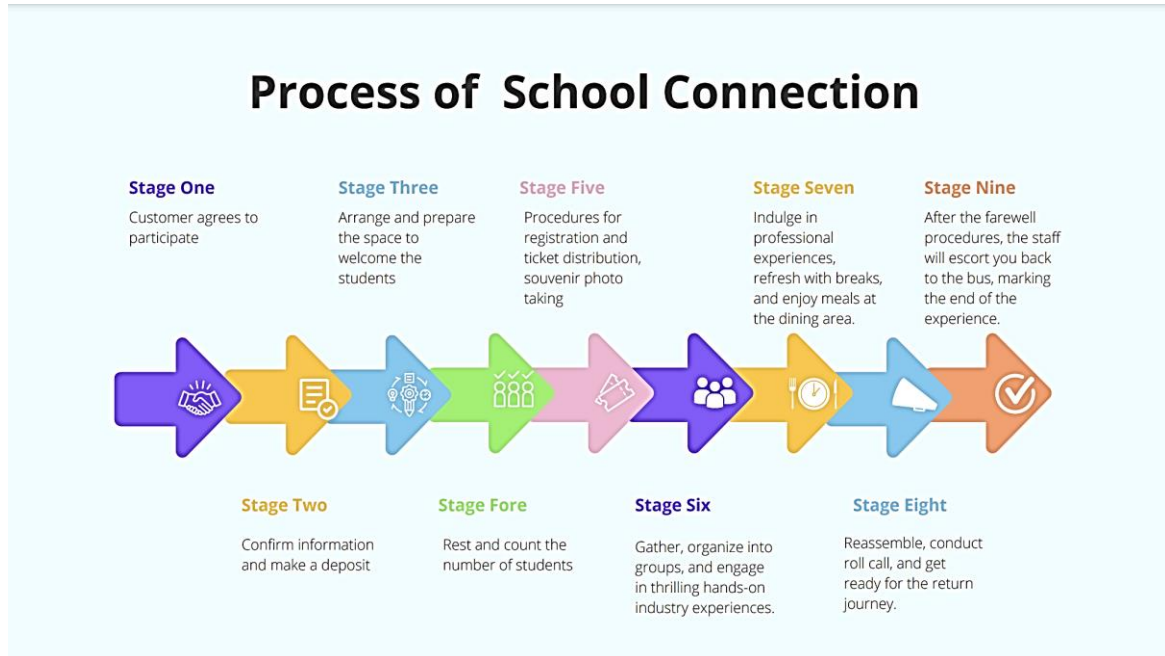 Process of School Connection
Stage One
Customer agrees to
participate
Stage Three
Arrange and prepare
the space to
welcome the
students
Stage Five
Procedures for
registration and
ticket distribution,
souvenir photo
taking
Stage Seven
Indulge in
professional
experiences,
refresh with breaks,
and enjoy meals at
the dining area.
Stage Nine
After the farewell
procedures, the staff
will escort you back
to the bus, marking
the end of the
experience.
Stage Two
Confirm information
and make a deposit
Stage Fore
Rest and count the
number of students
Stage Six
Gather, organize into
groups, and engage
in thrilling hands-on
industry experiences.
Stage Eight
Reassemble, conduct
roll call, and get
ready for the return
journey.